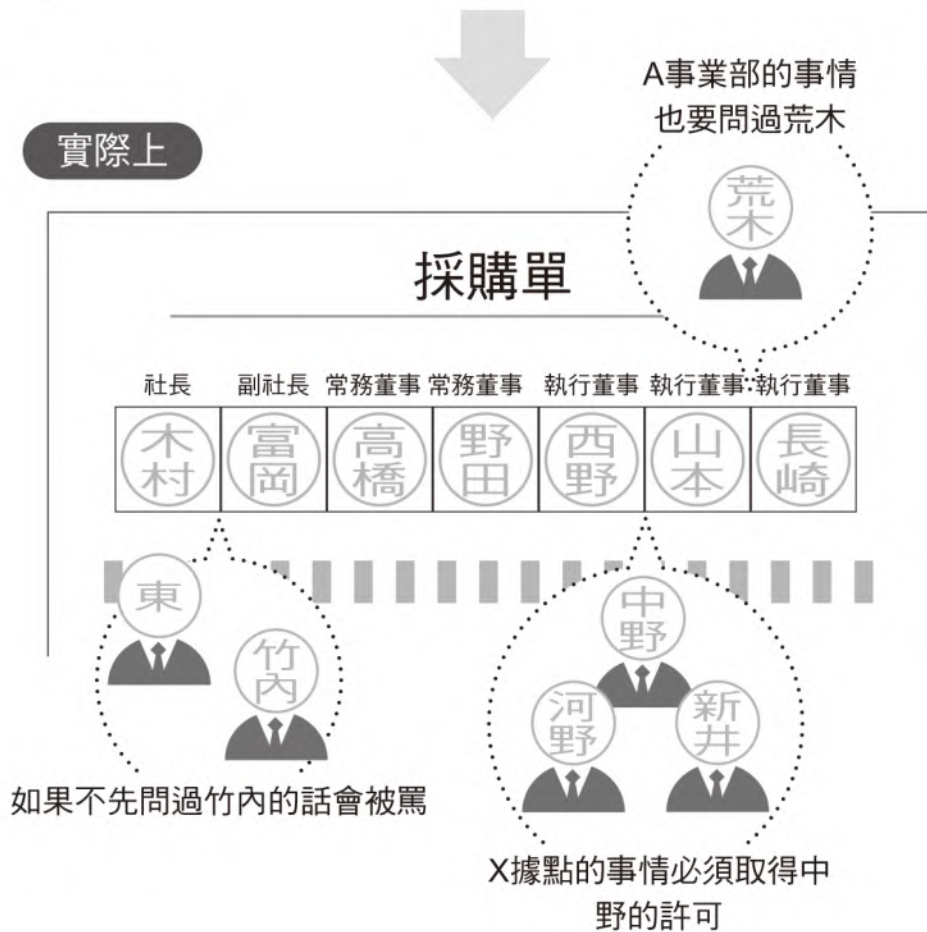 A事業部的事情
也要問過荒木
實際上
荒木
採購單
社長 副社長 常務董事 常務董事 執行董事 執行董事 執行董事
木村 富岡 高橋 野田 西野 山本 長崎
東
竹內
中野
河野
新井
如果不先問過竹內的話會被罵
X據點的事情必須取得中
野的許可